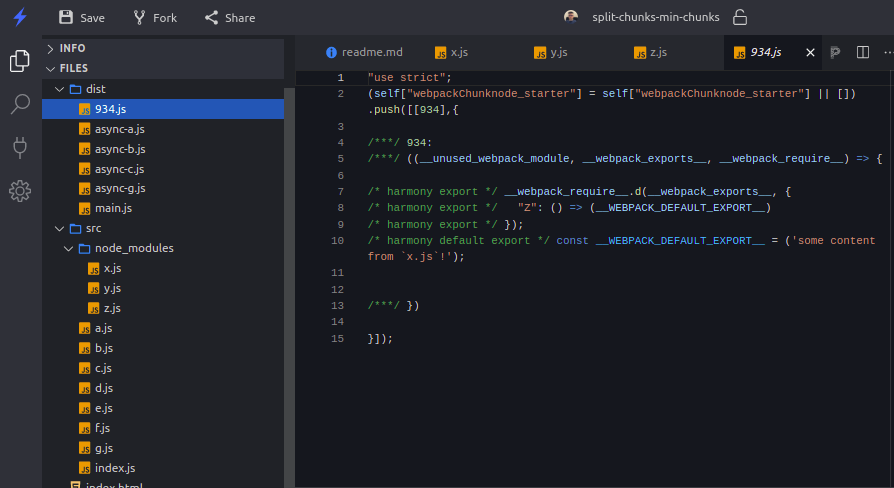 Save Fork Share split-chunks-min-chunks
INFO
FILES
dist
934.js
async-a.js
async-b.js
async-c.js
async-g.js
main.js
src
node_modules
x.js
y.js
z.js
a.js
b.js
c.js
d.js
e.js
f.js
g.js
index.js
index.html
readme.md x.js y.js z.js 934.js
1 "use strict";
2 (self["webpackChunknode_starter"] = self["webpackChunknode_starter"] || [])
.push([[934],{
3
4 /***/ 934:
5 /***/ ((__unused_webpack_module, __webpack_exports__, __webpack_require__) => {
6
7 /* harmony export */ __webpack_require__.d(__webpack_exports__, {
8 /* harmony export */   "Z": () => (__WEBPACK_DEFAULT_EXPORT__)
9 /* harmony export */ });
10 /* harmony default export */ const __WEBPACK_DEFAULT_EXPORT__ = ('some content
from `x.js`!');
11
12
13 /***/ })
14
15 }]);